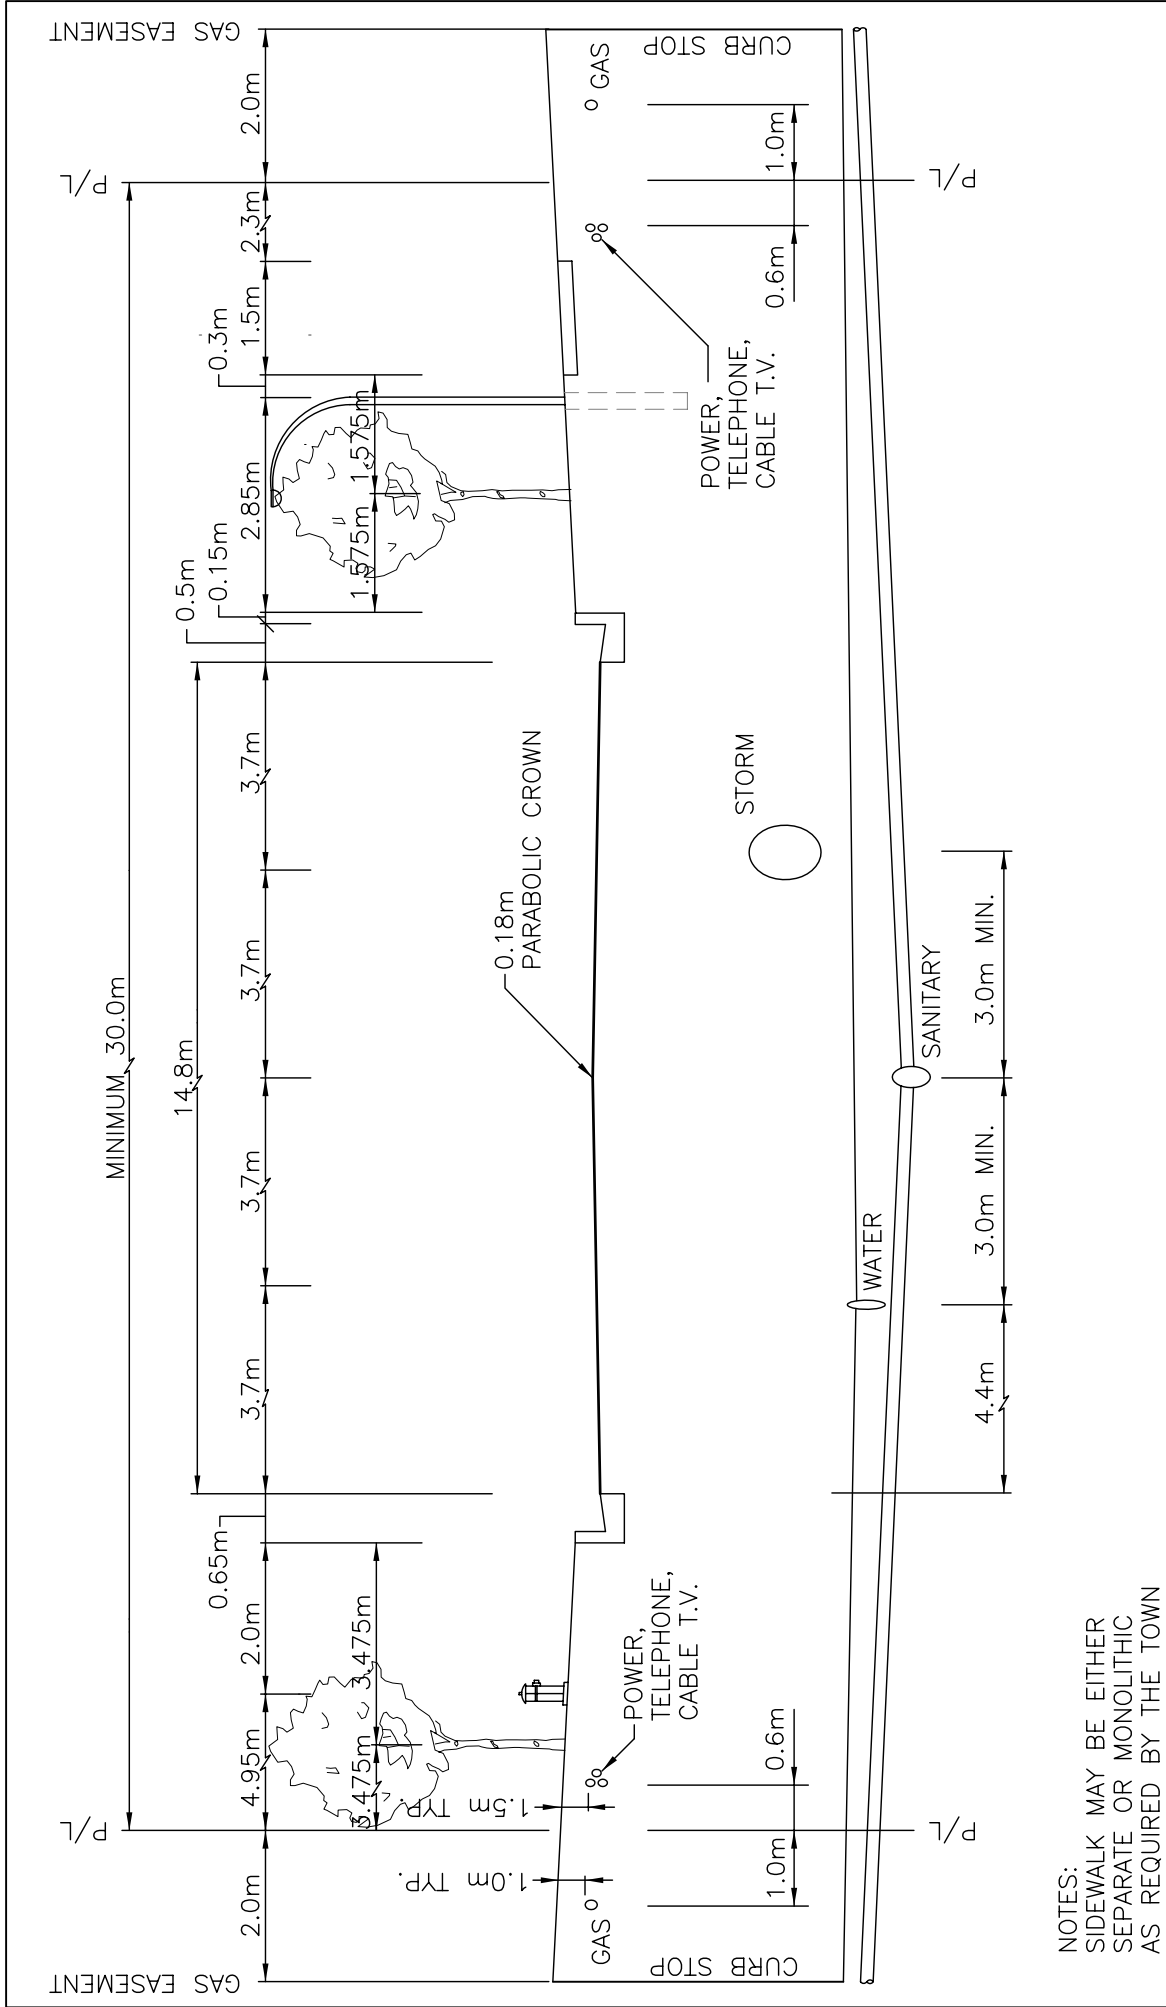 GAS EASEMENT
GAS EASEMENT
P/L
P/L
MINIMUM 30.0m
14.8m
2.0m
4.95m
2.0m
0.65m
3.7m
3.7m
3.7m
3.7m
0.5m
0.15m
2.85m
0.3m
1.5m
2.3m
2.0m
3.475m
1.575m
1.575m
1.0m TYP.
1.5m TYP.
0.18m
PARABOLIC CROWN
GAS
POWER,
TELEPHONE,
CABLE T.V.
POWER,
TELEPHONE,
CABLE T.V.
GAS
STORM
CURB STOP
CURB STOP
1.0m
0.6m
0.6m
1.0m
WATER
SANITARY
P/L
P/L
4.4m
3.0m MIN.
3.0m MIN.
NOTES:
SIDEWALK MAY BE EITHER
SEPARATE OR MONOLITHIC
AS REQUIRED BY THE TOWN